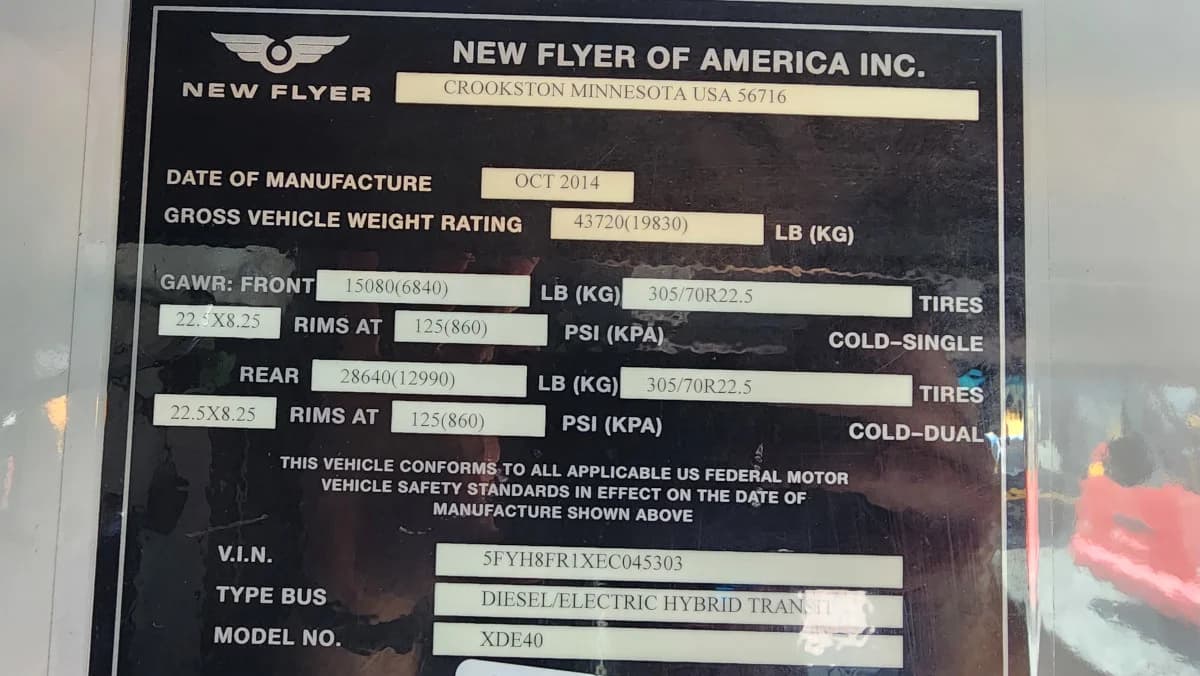 NEW FLYER OF AMERICA INC.
NEW FLYER
CROOKSTON MINNESOTA USA 56716
DATE OF MANUFACTURE OCT 2014
GROSS VEHICLE WEIGHT RATING 43720(19830) LB (KG)
GAWR: FRONT 15080(6840) LB (KG) 305/70R22.5 TIRES
22.5X8.25 RIMS AT 125(860) PSI (KPA) COLD-SINGLE
REAR 28640(12990) LB (KG) 305/70R22.5 TIRES
22.5X8.25 RIMS AT 125(860) PSI (KPA) COLD-DUAL
THIS VEHICLE CONFORMS TO ALL APPLICABLE US FEDERAL MOTOR
VEHICLE SAFETY STANDARDS IN EFFECT ON THE DATE OF
MANUFACTURE SHOWN ABOVE
V.I.N. 5FYH8FR1XEC045303
TYPE BUS DIESEL/ELECTRIC HYBRID TRANSIT
MODEL NO. XDE40